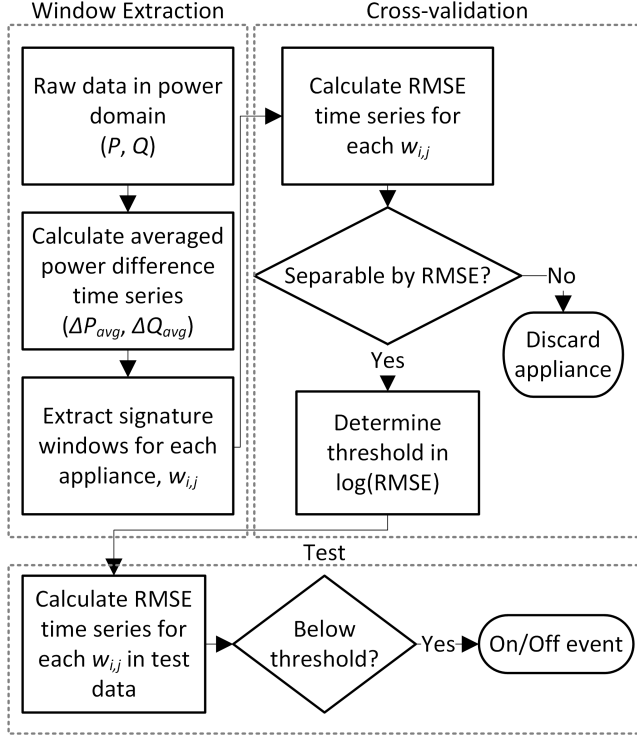 Window Extraction
Raw data in power
domain
(P, Q)
Calculate averaged
power difference
time series
(ΔPavg, ΔQavg)
Extract signature
windows for each
appliance, wi,j
Cross-validation
Calculate RMSE
time series for
each wi,j
Separable by RMSE?
No
Discard
appliance
Yes
Determine
threshold in
log(RMSE)
Test
Calculate RMSE
time series for
each wi,j in test
data
Below
threshold?
Yes
On/Off event